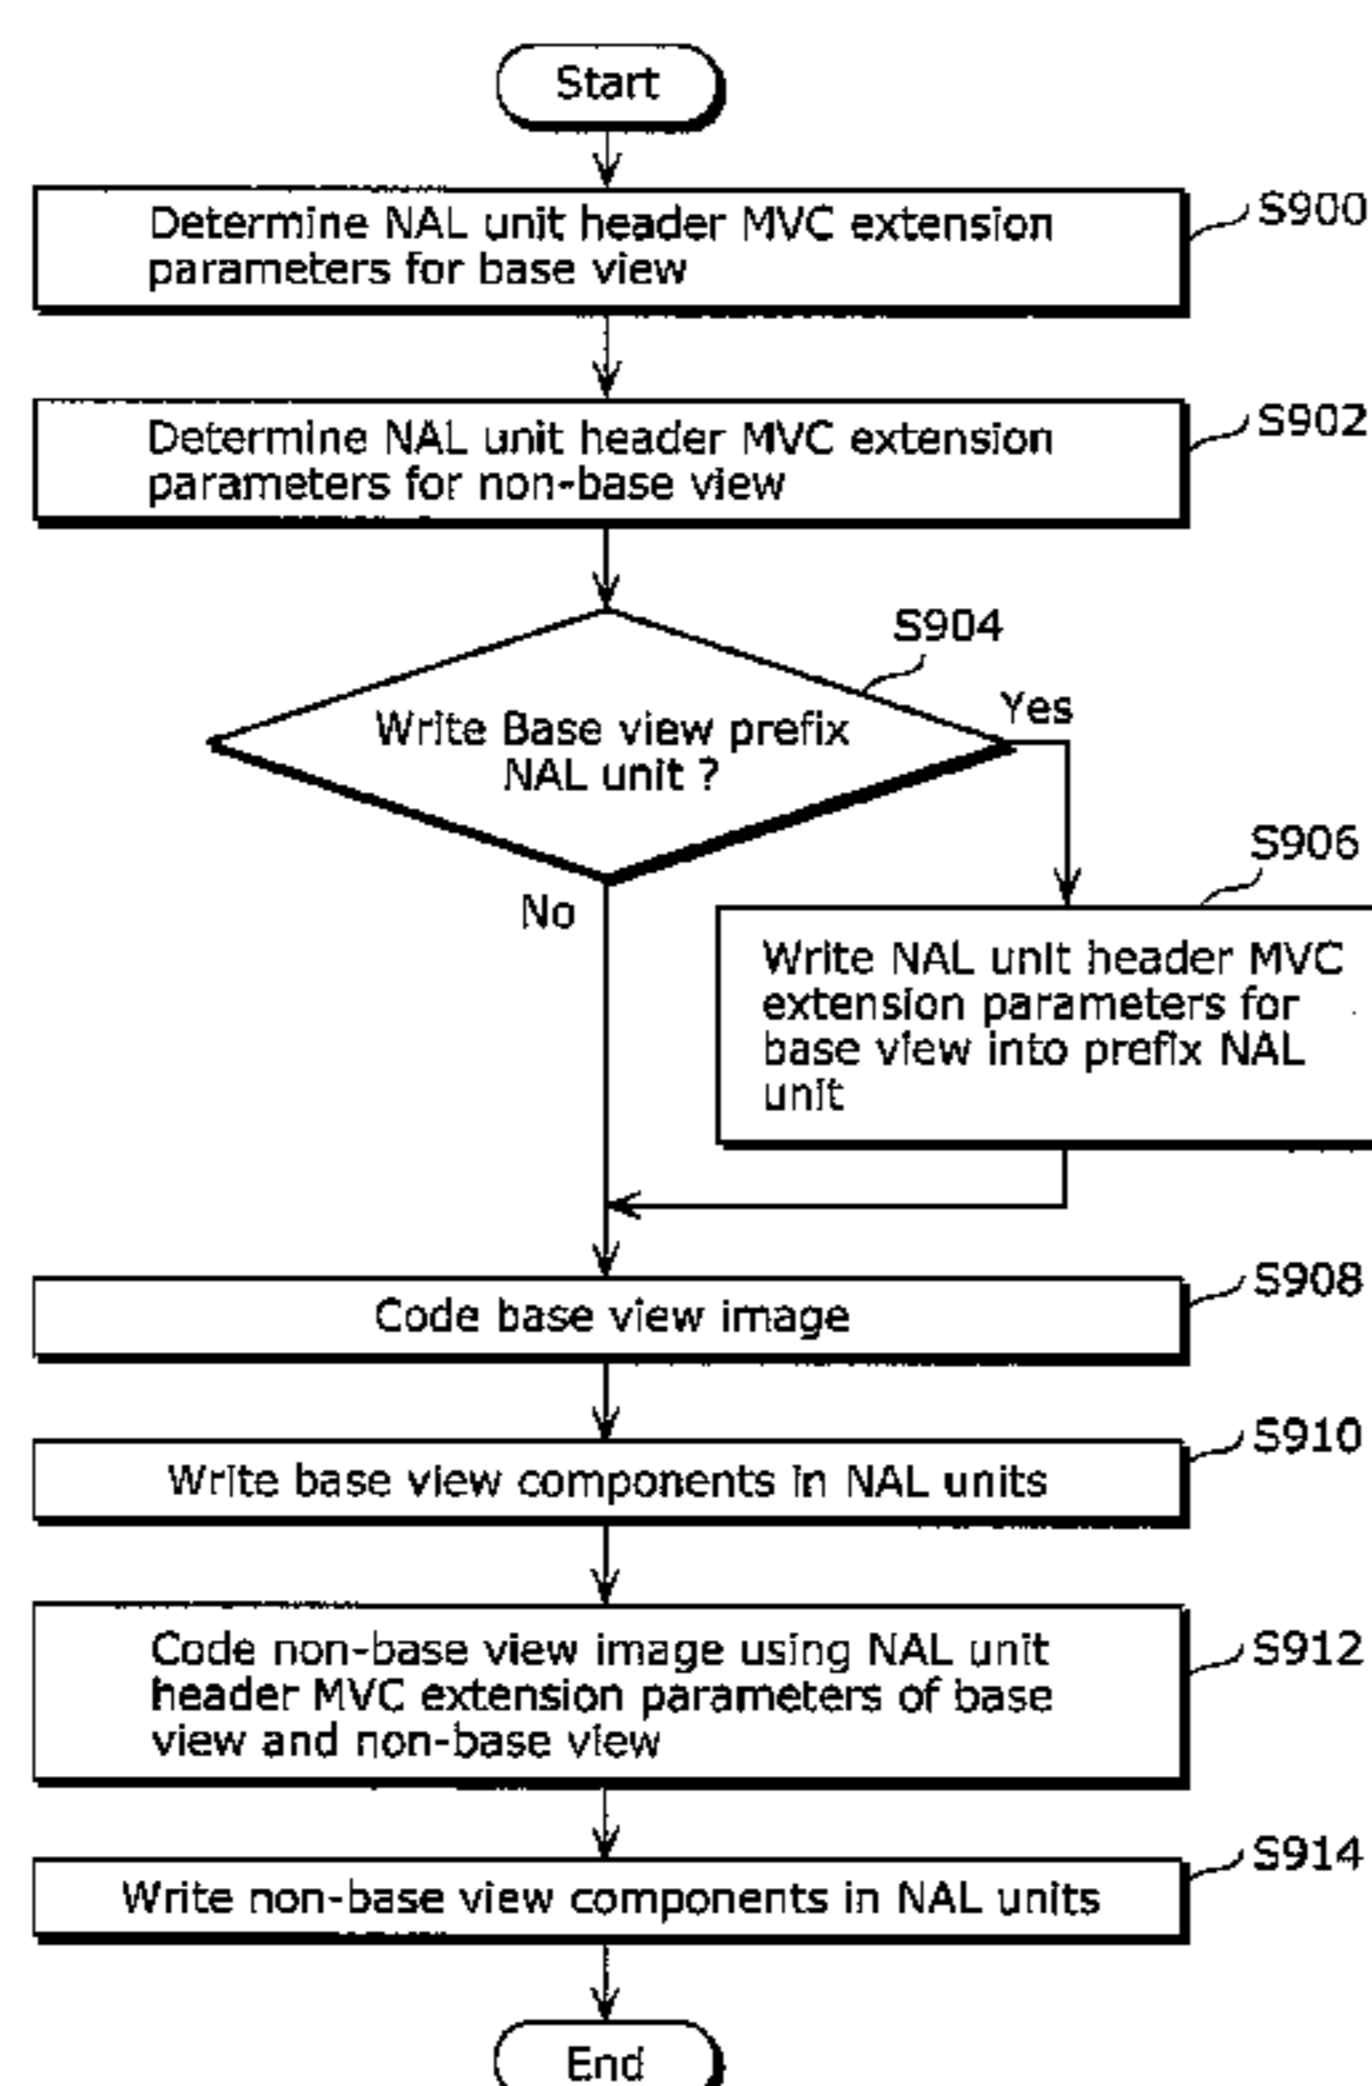 Start
Determine NAL unit header MVC extension
parameters for base view
S900
Determine NAL unit header MVC extension
parameters for non-base view
S902
S904
Write Base view prefix
NAL unit ?
Yes
No
S906
Write NAL unit header MVC
extension parameters for
base view into prefix NAL
unit
Code base view image
S908
Write base view components in NAL units
S910
Code non-base view image using NAL unit
header MVC extension parameters of base
view and non-base view
S912
Write non-base view components in NAL units
S914
End